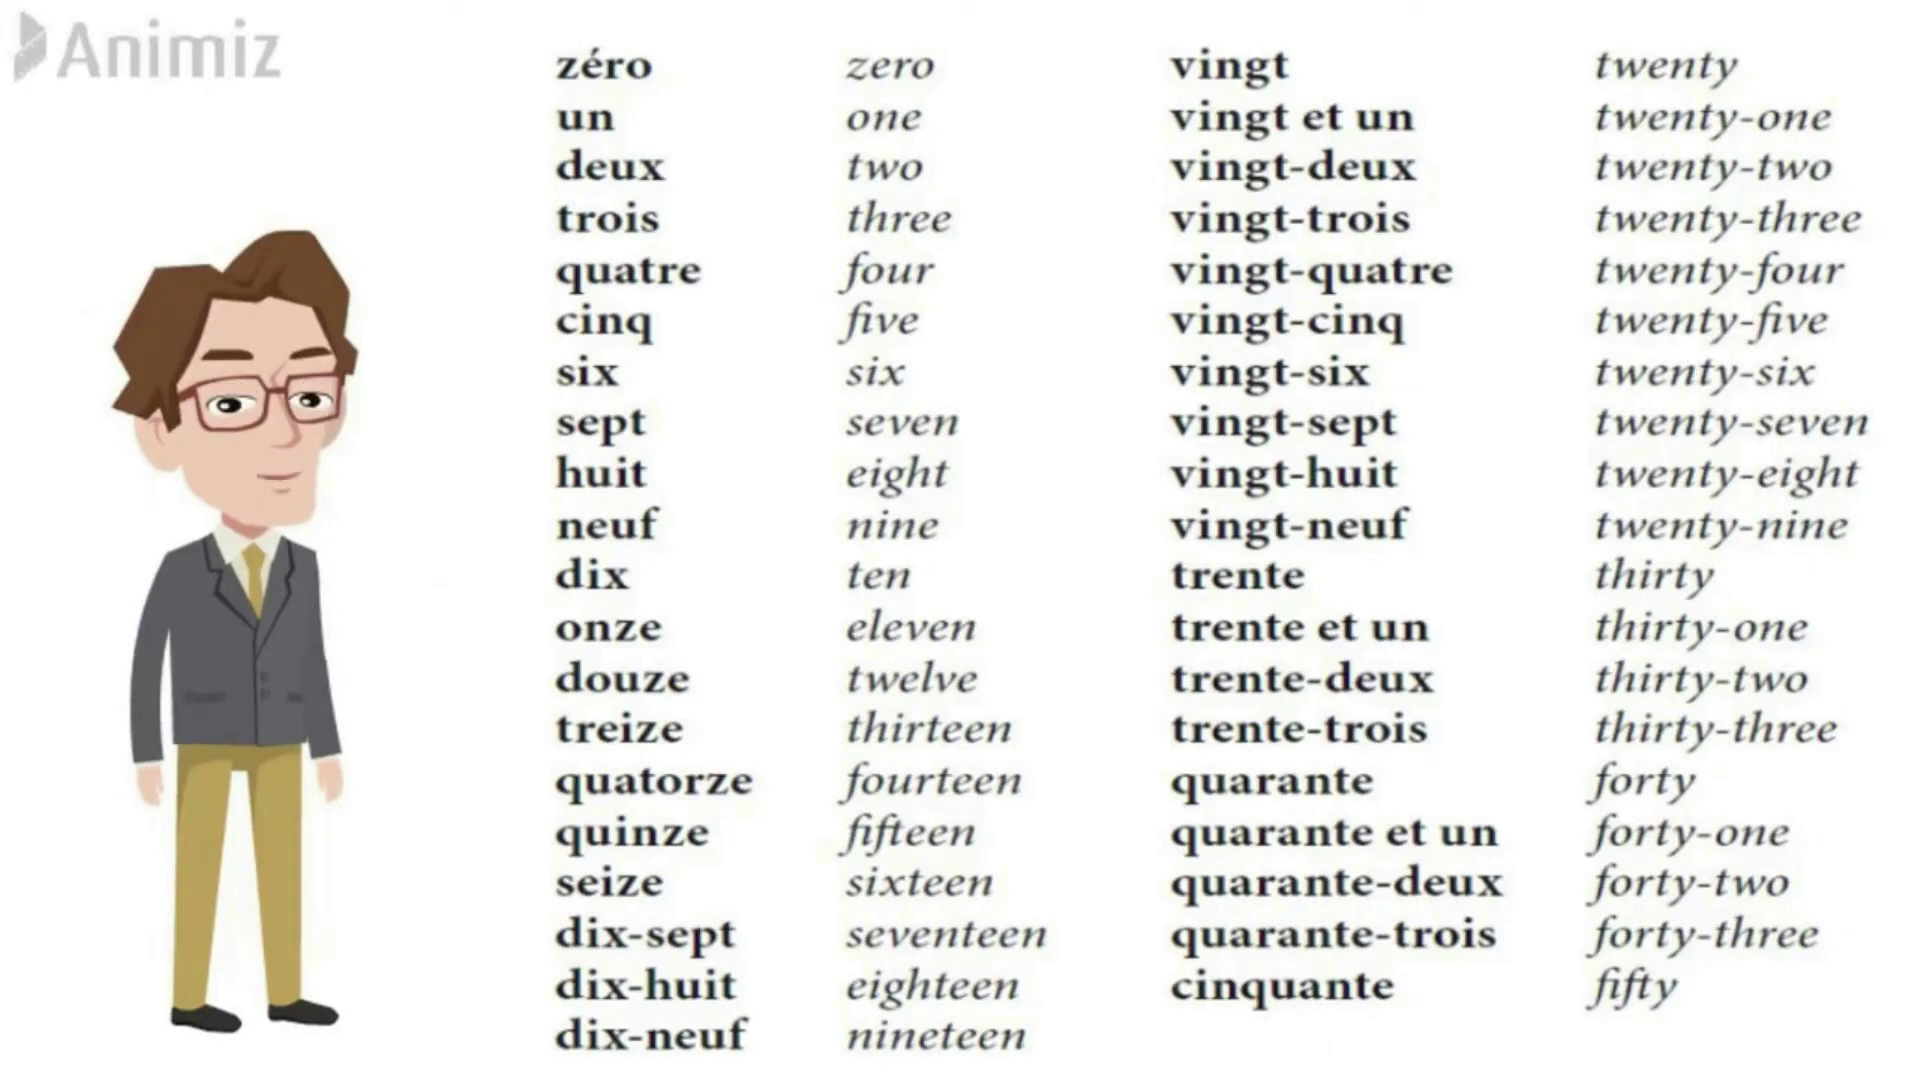 Animiz
zéro zero vingt twenty
un one vingt et un twenty-one
deux two vingt-deux twenty-two
trois three vingt-trois twenty-three
quatre four vingt-quatre twenty-four
cinq five vingt-cinq twenty-five
six six vingt-six twenty-six
sept seven vingt-sept twenty-seven
huit eight vingt-huit twenty-eight
neuf nine vingt-neuf twenty-nine
dix ten trente thirty
onze eleven trente et un thirty-one
douze twelve trente-deux thirty-two
treize thirteen trente-trois thirty-three
quatorze fourteen quarante forty
quinze fifteen quarante et un forty-one
seize sixteen quarante-deux forty-two
dix-sept seventeen quarante-trois forty-three
dix-huit eighteen cinquante fifty
dix-neuf nineteen